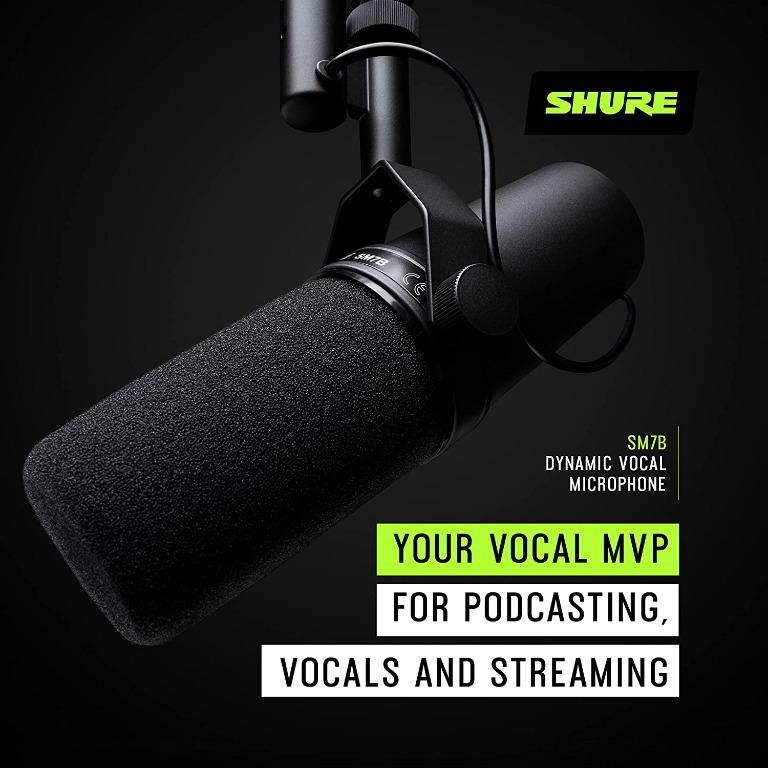 SHURE
SM7B
SM7B
DYNAMIC VOCAL
MICROPHONE
YOUR VOCAL MVP
FOR PODCASTING,
VOCALS AND STREAMING